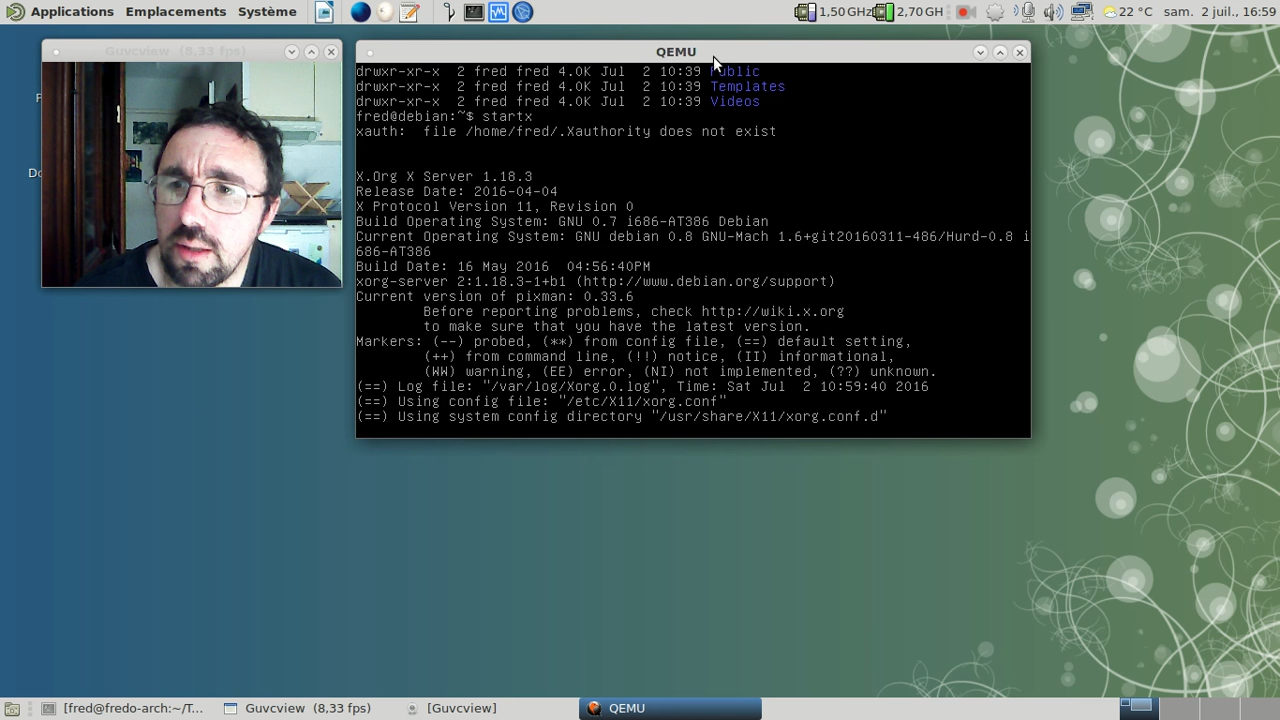 Applications Emplacements Système
1,50 GHz 2,70 GH 22 °C sam. 2 juil., 16:59
Guvcview (8,33 fps)
QEMU
drwxr-xr-x 2 fred fred 4.0K Jul 2 10:39 Public
drwxr-xr-x 2 fred fred 4.0K Jul 2 10:39 Templates
drwxr-xr-x 2 fred fred 4.0K Jul 2 10:39 Videos
fred@debian:~$ startx
xauth: file /home/fred/.Xauthority does not exist
X.Org X Server 1.18.3
Release Date: 2016-04-04
X Protocol Version 11, Revision 0
Build Operating System: GNU 0.7 i686-AT386 Debian
Current Operating System: GNU debian 0.8 GNU-Mach 1.6+git20160311-486/Hurd-0.8 i
686-AT386
Build Date: 16 May 2016 04:56:40PM
xorg-server 2:1.18.3-1+b1 (http://www.debian.org/support)
Current version of pixman: 0.33.6
Before reporting problems, check http://wiki.x.org
to make sure that you have the latest version.
Markers: (--) probed, (**) from config file, (==) default setting,
(++) from command line, (!!) notice, (II) informational,
(WW) warning, (EE) error, (NI) not implemented, (??) unknown.
(==) Log file: "/var/log/Xorg.0.log", Time: Sat Jul 2 10:59:40 2016
(==) Using config file: "/etc/X11/xorg.conf"
(==) Using system config directory "/usr/share/X11/xorg.conf.d"
[fred@fredo-arch:~/T... Guvcview (8,33 fps) [Guvcview] QEMU